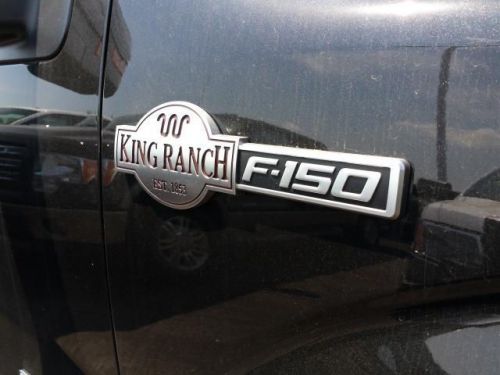 KING RANCH
EST. 1853
F-150